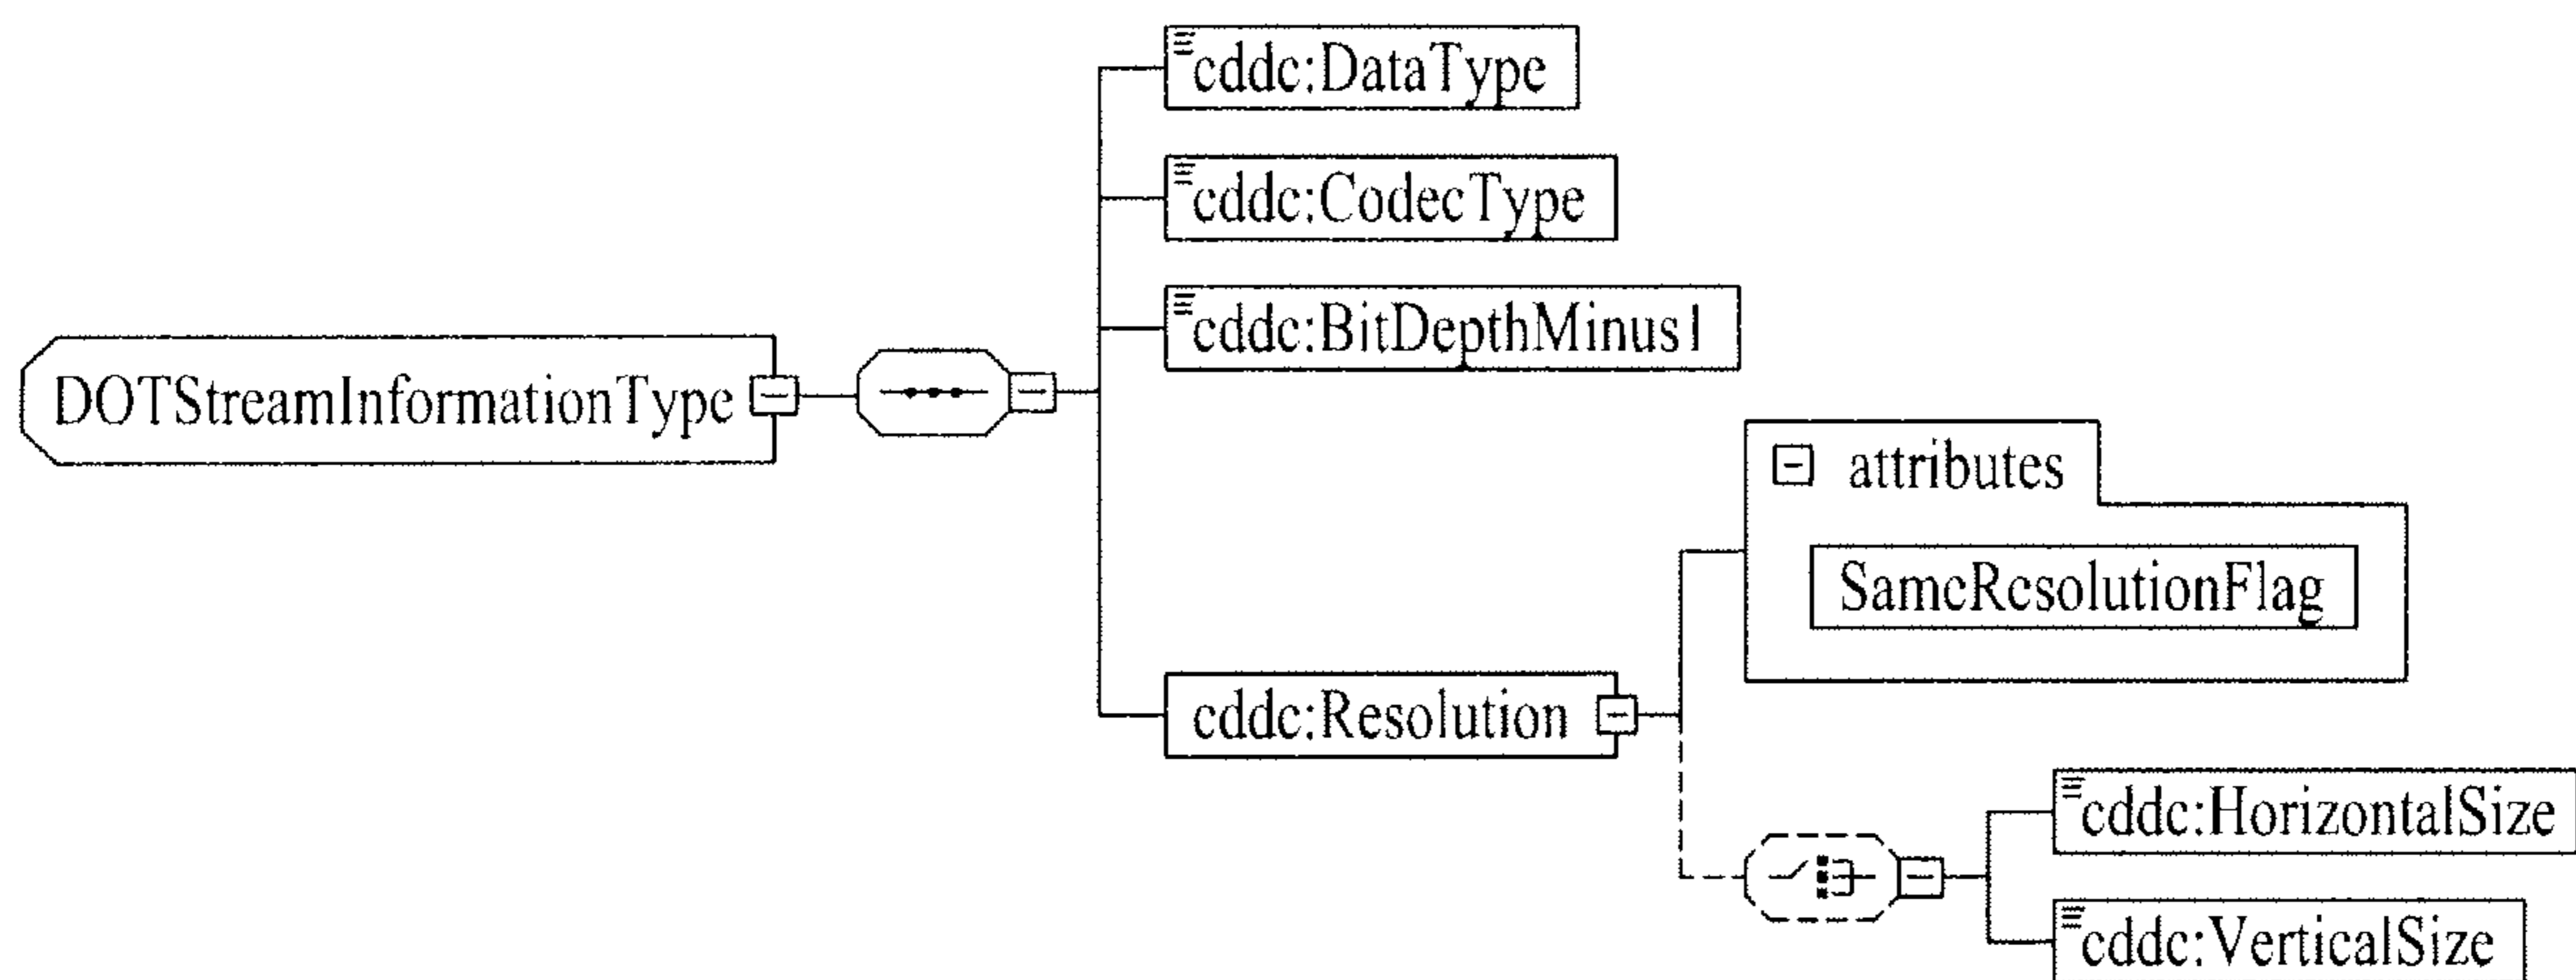 cddc:DataType
cddc:CodecType
cddc:BitDepthMinus1
DOTStreamInformationType
attributes
SameResolutionFlag
cddc:Resolution
cddc:HorizontalSize
cddc:VerticalSize